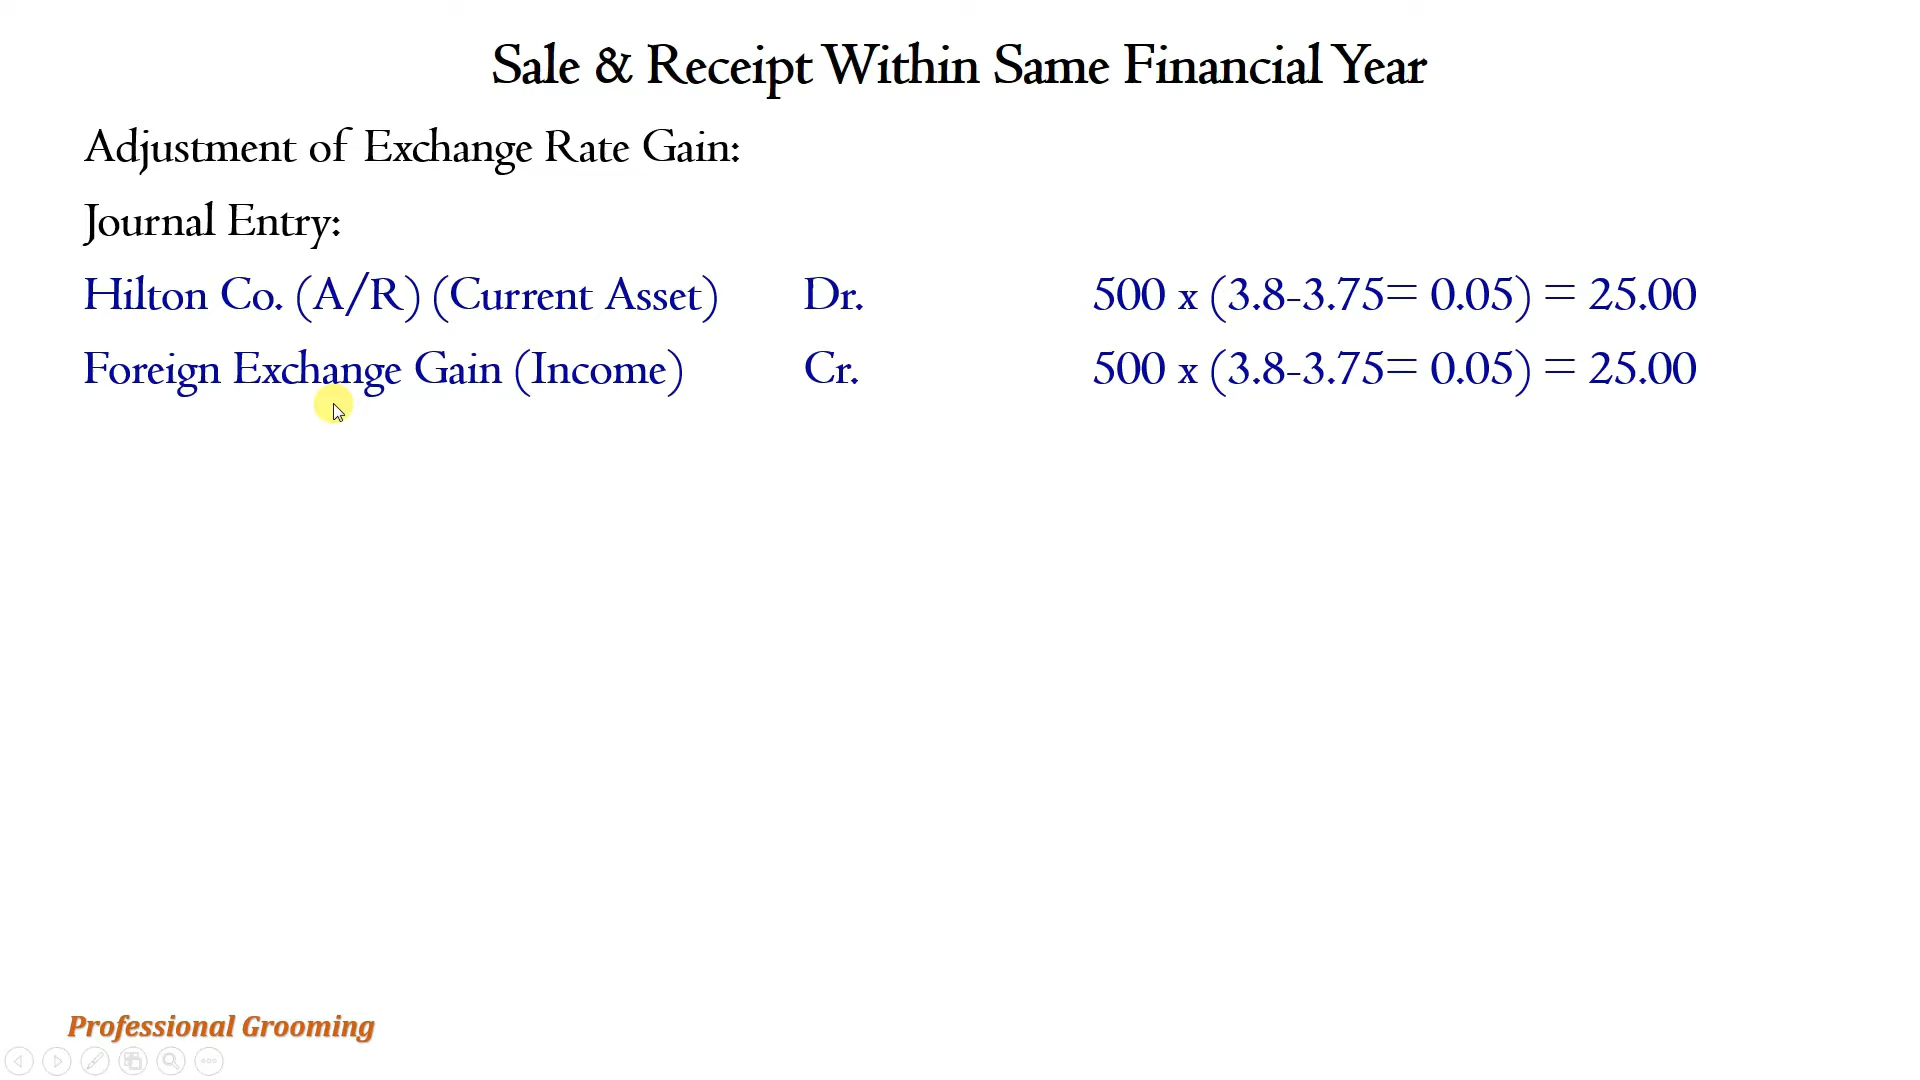 Sale & Receipt Within Same Financial Year
Adjustment of Exchange Rate Gain:
Journal Entry:
Hilton Co. (A/R) (Current Asset) Dr. 500 x (3.8-3.75= 0.05) = 25.00
Foreign Exchange Gain (Income) Cr. 500 x (3.8-3.75= 0.05) = 25.00
Professional Grooming